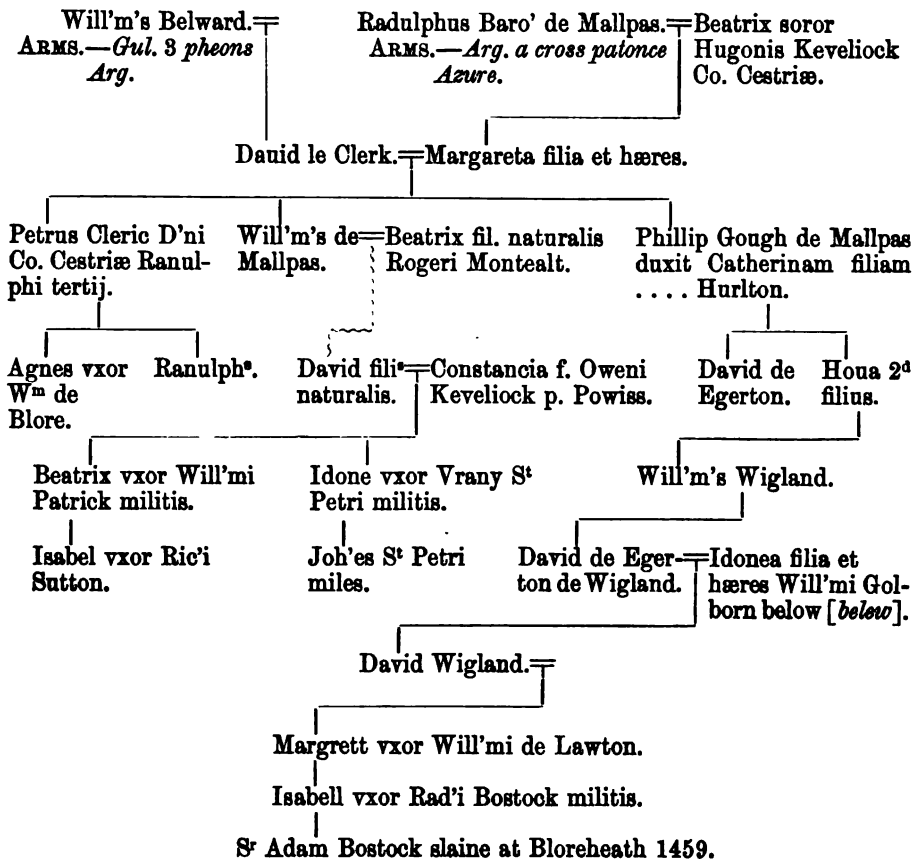 Will'm's Belward.
ARMS.—Gul. 3 pheons
Arg.
Radulphus Baro' de Mallpas.
ARMS.—Arg. a cross patonce
Azure.
Beatrix soror
Hugonis Keveliock
Co. Cestriæ.
Dauid le Clerk.
Margareta filia et hæres.
Petrus Cleric D'ni
Co. Cestriæ Ranul-
phi tertij.
Will'm's de
Mallpas.
Beatrix fil. naturalis
Rogeri Montealt.
Phillip Gough de Mallpas
duxit Catherinam filiam
. . . . Hurlton.
Agnes vxor
Wᵐ de
Blore.
Ranulphˢ.
David filiˢ
naturalis.
Constancia f. Oweni
Keveliock p. Powiss.
David de
Egerton.
Houa 2ᵈ
filius.
Beatrix vxor Will'mi
Patrick militis.
Idone vxor Vrany Sᵗ
Petri militis.
Will'm's Wigland.
Isabel vxor Ric'i
Sutton.
Joh'es Sᵗ Petri
miles.
David de Eger-
ton de Wigland.
Idonea filia et
hæres Will'mi Gol-
born below [belew].
David Wigland.
Margrett vxor Will'mi de Lawton.
Isabell vxor Rad'i Bostock militis.
Sʳ Adam Bostock slaine at Bloreheath 1459.